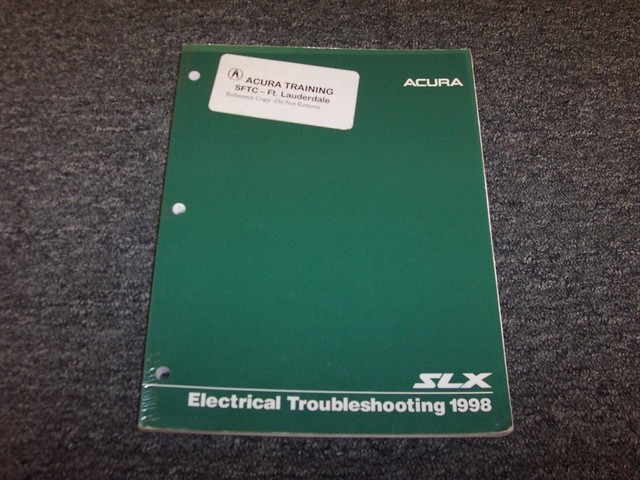 ACURA TRAINING
SFTC - Ft. Lauderdale
Reference Copy -Do Not Remove
ACURA
SLX
Electrical Troubleshooting 1998